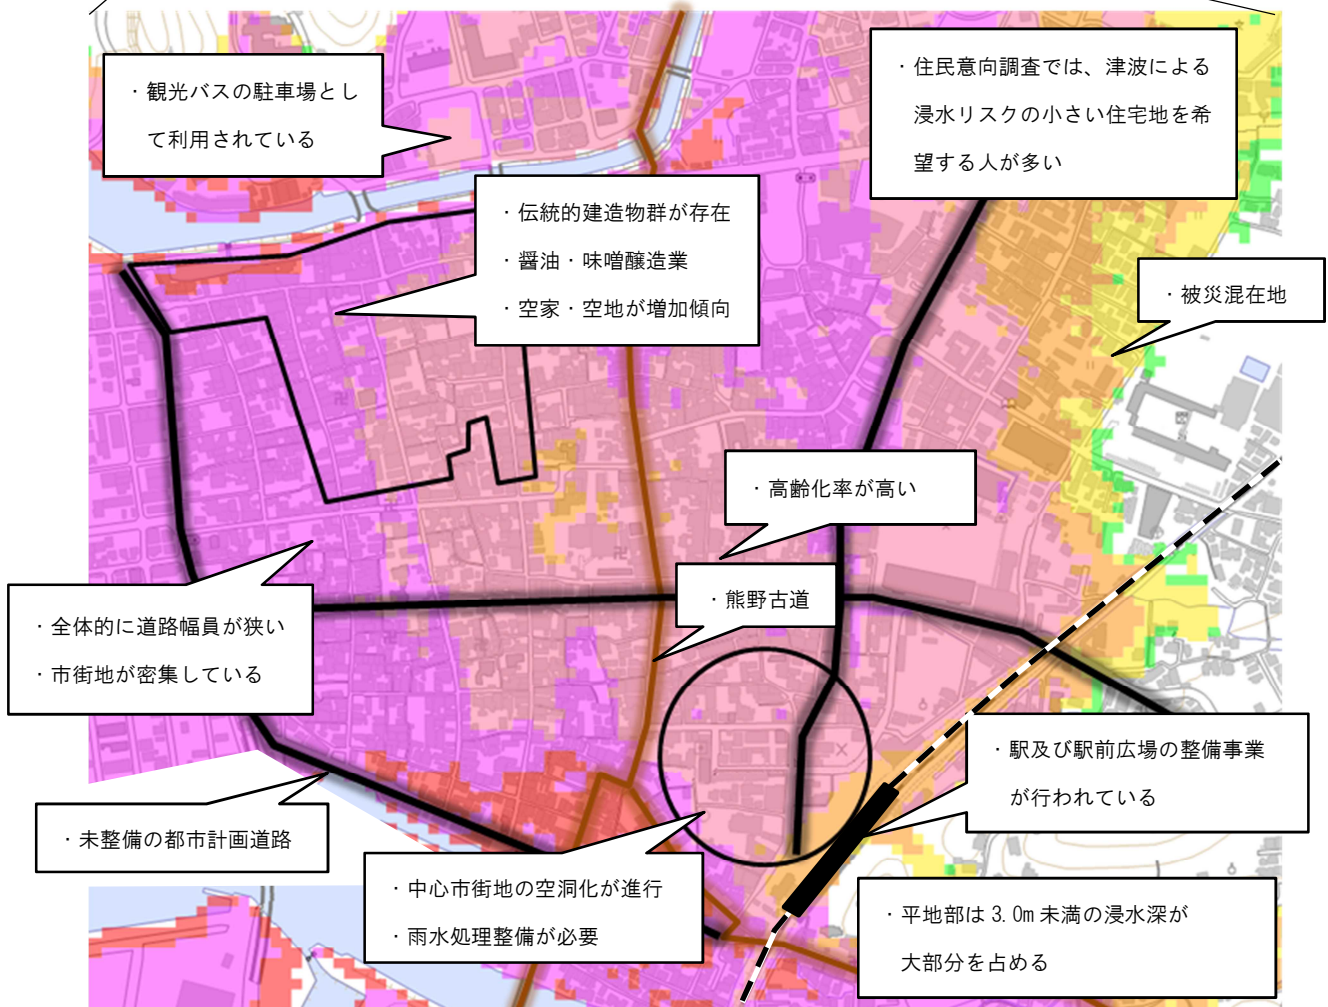 ・観光バスの駐車場とし
て利用されている
・住民意向調査では、津波による
浸水リスクの小さい住宅地を希
望する人が多い
・伝統的建造物群が存在
・醤油・味噌醸造業
・空家・空地が増加傾向
・被災混在地
・高齢化率が高い
・熊野古道
・全体的に道路幅員が狭い
・市街地が密集している
・駅及び駅前広場の整備事業
が行われている
・未整備の都市計画道路
・中心市街地の空洞化が進行
・雨水処理整備が必要
・平地部は 3.0m 未満の浸水深が
大部分を占める